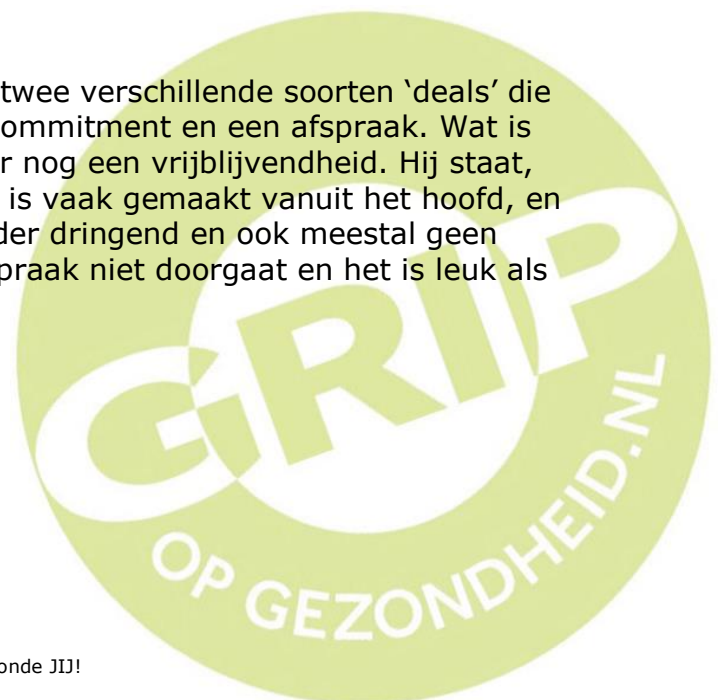 twee verschillende soorten ‘deals’ die
ommitment en een afspraak. Wat is
r nog een vrijblijvendheid. Hij staat,
is vaak gemaakt vanuit het hoofd, en
der dringend en ook meestal geen
praak niet doorgaat en het is leuk als
GRIP
OP GEZONDHEID.NL
onde JIJ!